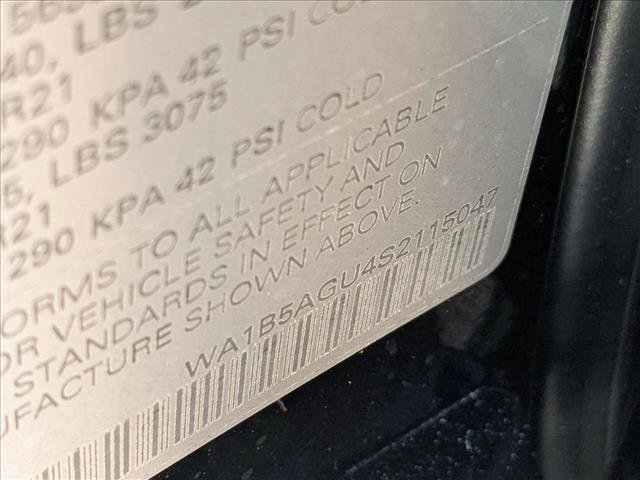 40, LBS
R21
290 KPA 42 PSI COLD
5, LBS 3075
R21
290 KPA 42 PSI COLD
ORMS TO ALL APPLICABLE
OR VEHICLE SAFETY AND
STANDARDS IN EFFECT ON
UFACTURE SHOWN ABOVE.
WA1B5AGU4S2115047